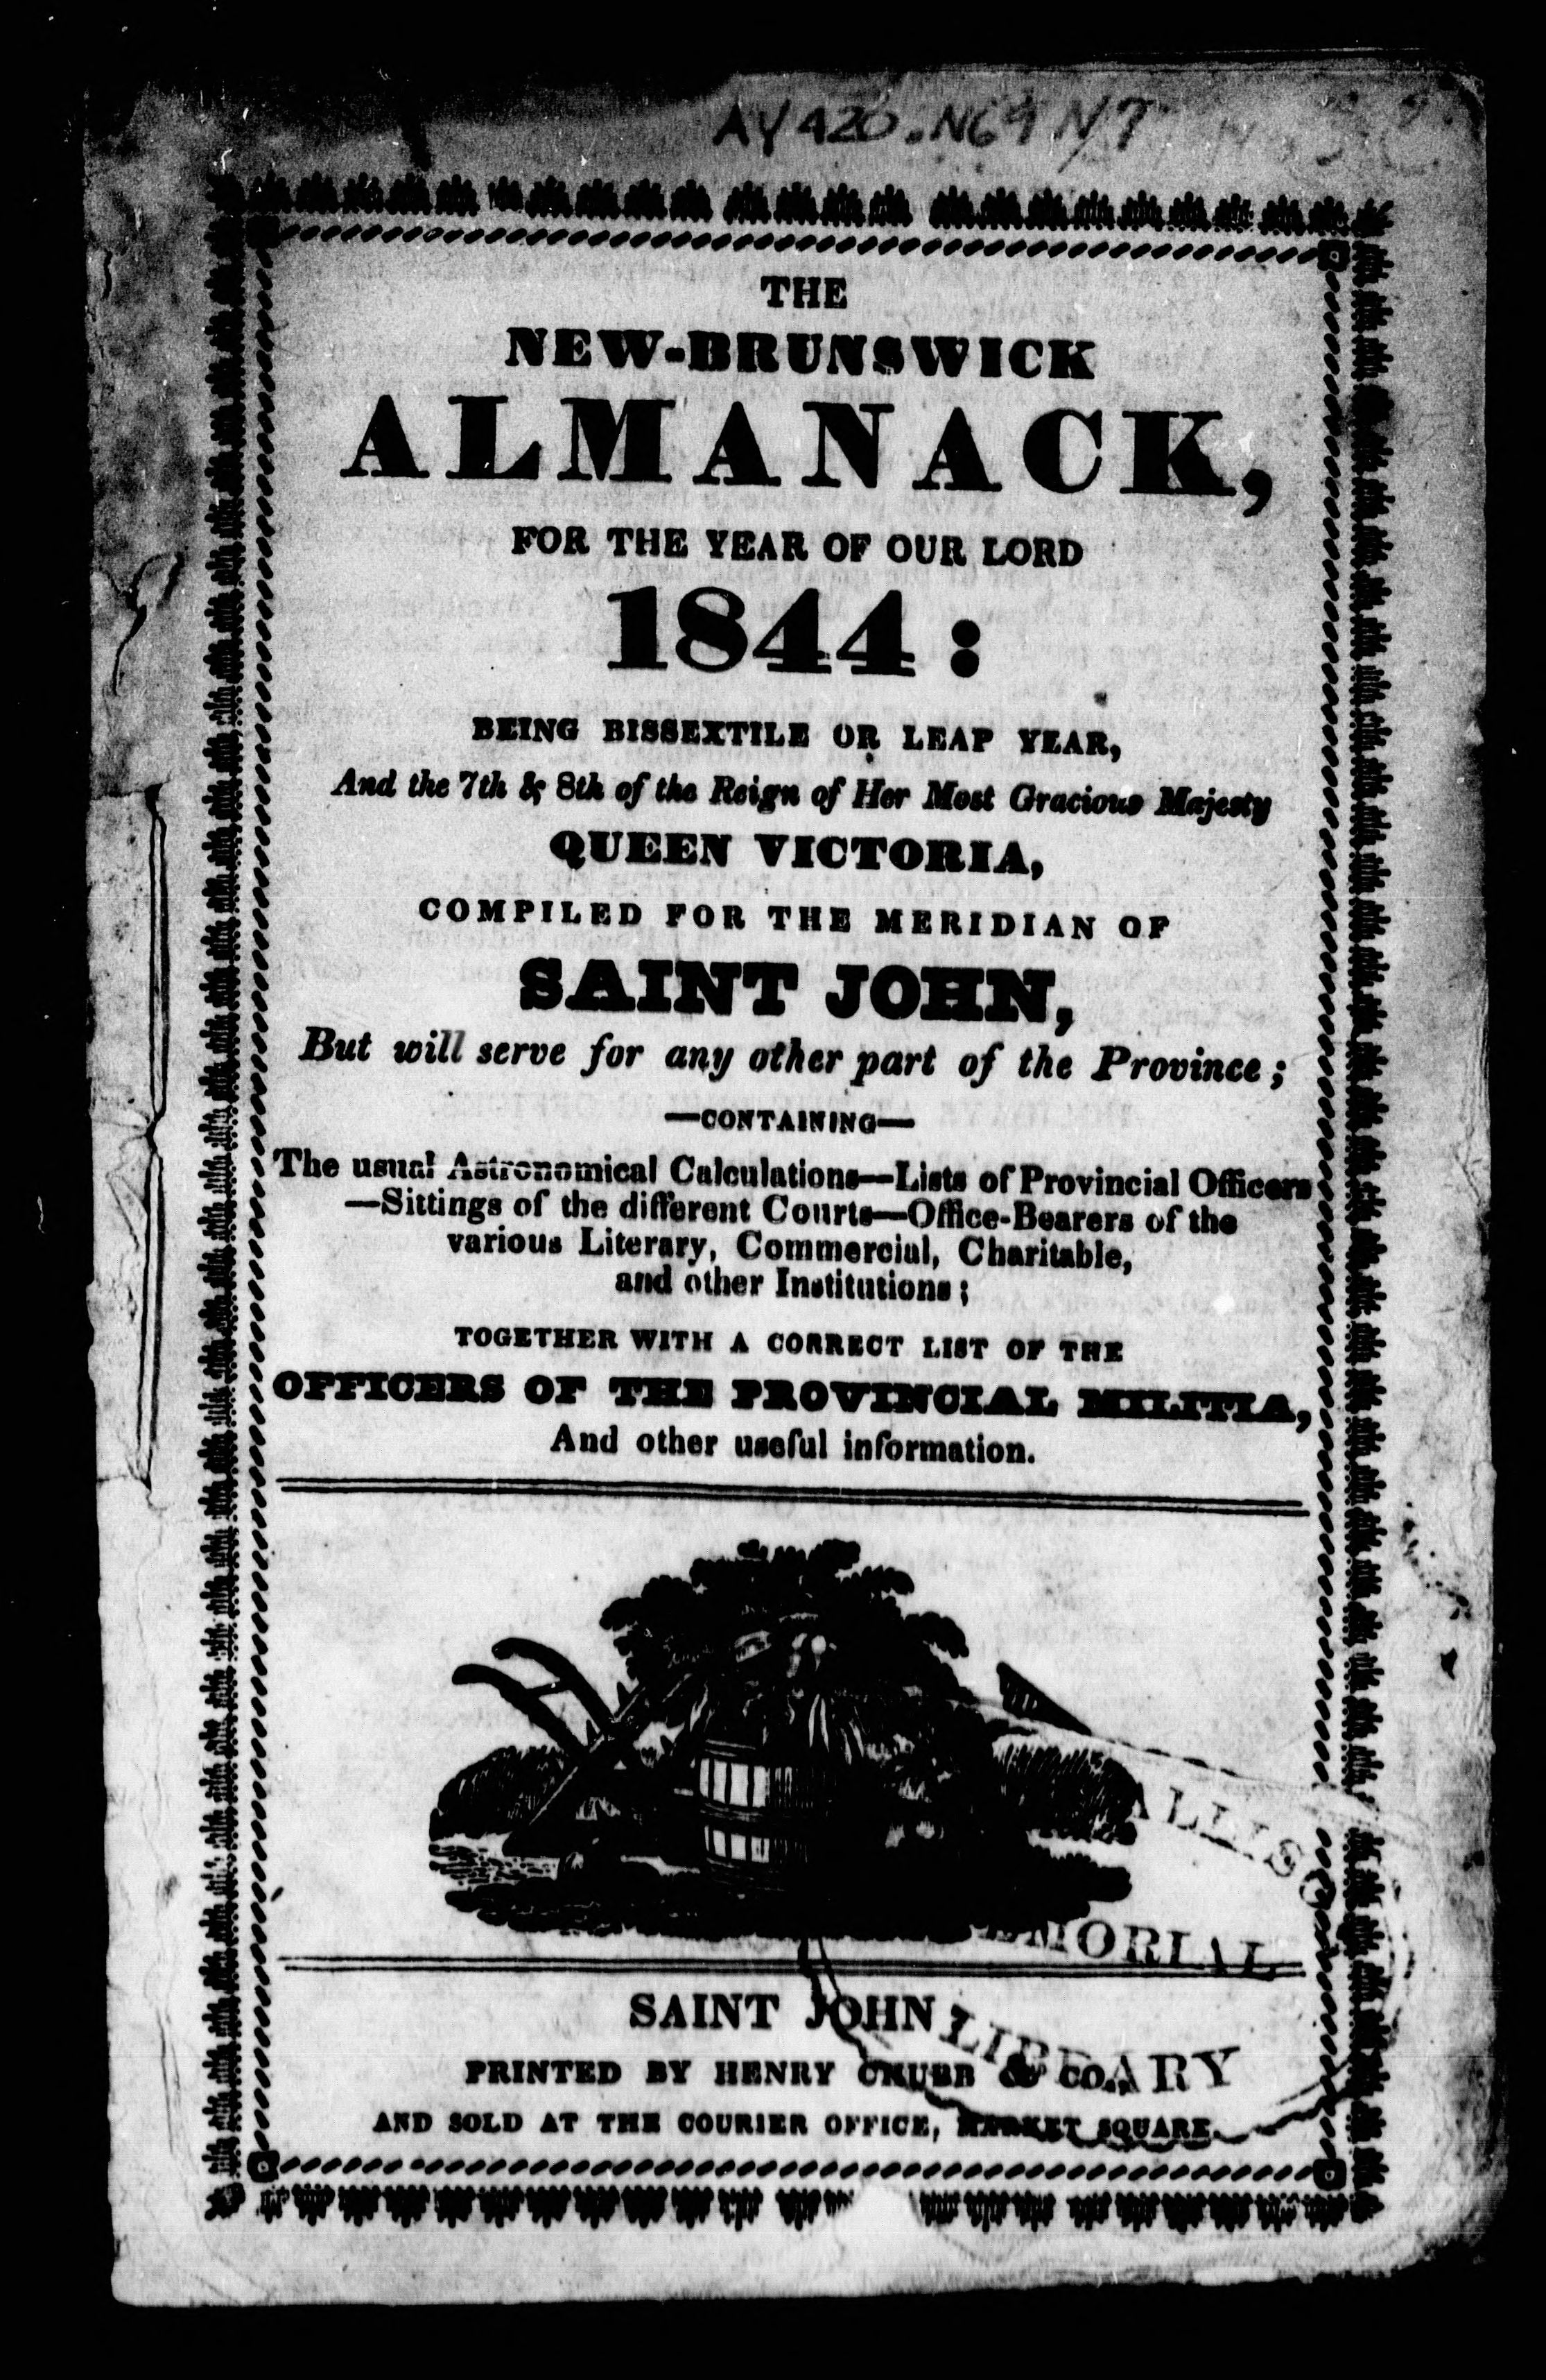 AY 420.N69 N7
THE
NEW-BRUNSWICK
ALMANACK,
FOR THE YEAR OF OUR LORD
1844:
BEING BISSEXTILE OR LEAP YEAR,
And the 7th & 8th of the Reign of Her Most Gracious Majesty
QUEEN VICTORIA,
COMPILED FOR THE MERIDIAN OF
SAINT JOHN,
But will serve for any other part of the Province;
—CONTAINING—
The usual Astronomical Calculations—Lists of Provincial Officers
—Sittings of the different Courts—Office-Bearers of the
various Literary, Commercial, Charitable,
and other Institutions;
TOGETHER WITH A CORRECT LIST OF THE
OFFICERS OF THE PROVINCIAL MILITIA,
And other useful information.
SAINT JOHN,
PRINTED BY HENRY CHUBB & CO.,
AND SOLD AT THE COURIER OFFICE, MARKET SQUARE.
LIBRARY